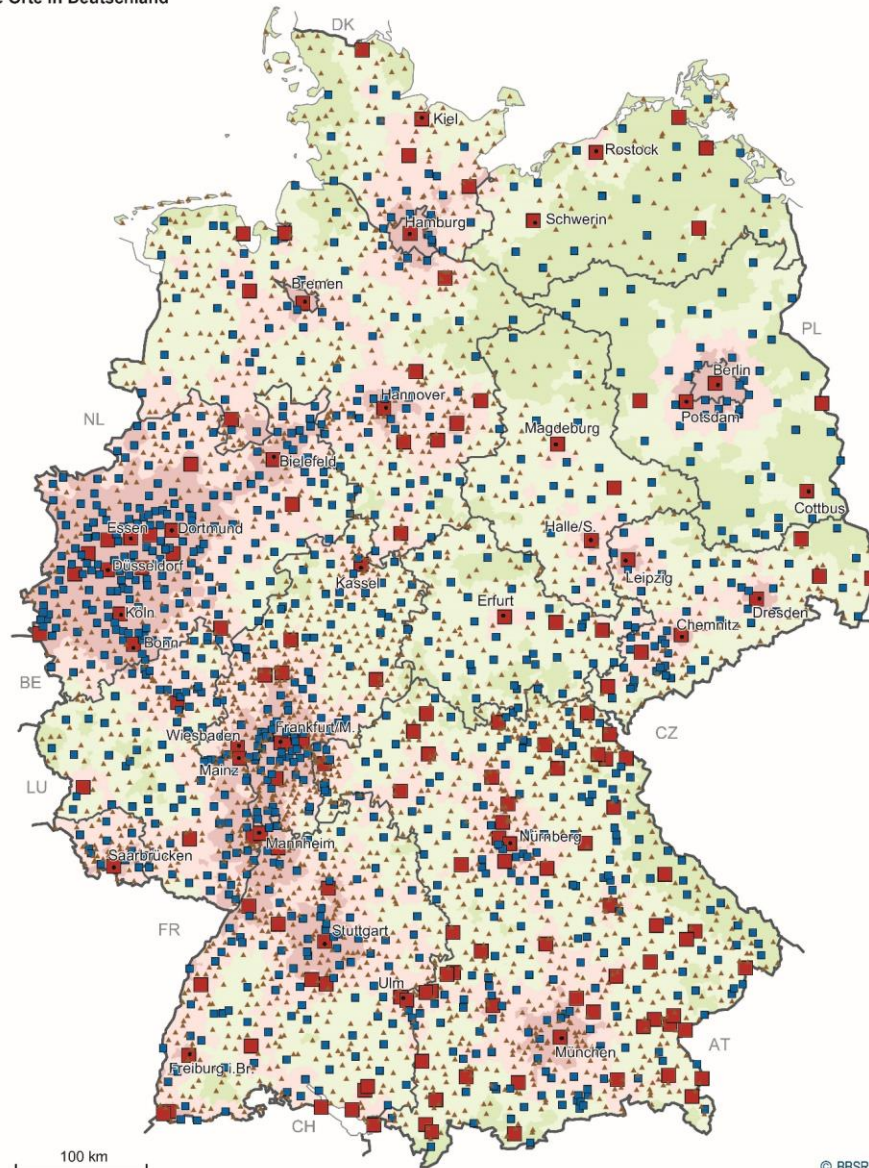 Orte in Deutschland
DK
Kiel
Rostock
Schwerin
Hamburg
Bremen
PL
Berlin
Potsdam
Hannover
NL
Magdeburg
Bielefeld
Cottbus
Essen
Dortmund
Halle/S.
Düsseldorf
Leipzig
Kassel
Köln
Erfurt
Dresden
Chemnitz
Bonn
BE
Wiesbaden
Frankfurt/M.
CZ
Mainz
LU
Mannheim
Nürnberg
Saarbrücken
FR
Stuttgart
Ulm
München
AT
Freiburg i.Br.
CH
100 km
© BBSR